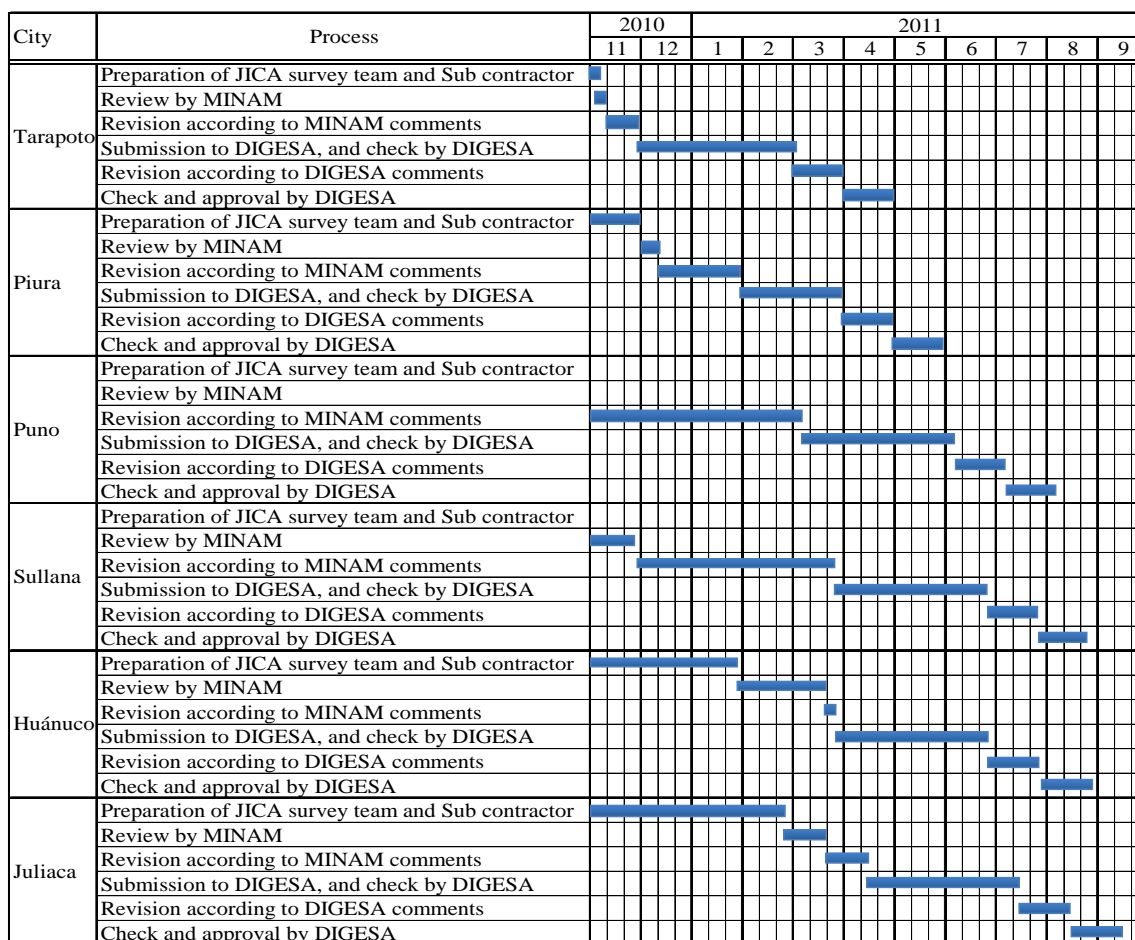 City Process 2010 2011
11 12 1 2 3 4 5 6 7 8 9
Tarapoto
Preparation of JICA survey team and Sub contractor
Review by MINAM
Revision according to MINAM comments
Submission to DIGESA, and check by DIGESA
Revision according to DIGESA comments
Check and approval by DIGESA
Piura
Preparation of JICA survey team and Sub contractor
Review by MINAM
Revision according to MINAM comments
Submission to DIGESA, and check by DIGESA
Revision according to DIGESA comments
Check and approval by DIGESA
Puno
Preparation of JICA survey team and Sub contractor
Review by MINAM
Revision according to MINAM comments
Submission to DIGESA, and check by DIGESA
Revision according to DIGESA comments
Check and approval by DIGESA
Sullana
Preparation of JICA survey team and Sub contractor
Review by MINAM
Revision according to MINAM comments
Submission to DIGESA, and check by DIGESA
Revision according to DIGESA comments
Check and approval by DIGESA
Huánuco
Preparation of JICA survey team and Sub contractor
Review by MINAM
Revision according to MINAM comments
Submission to DIGESA, and check by DIGESA
Revision according to DIGESA comments
Check and approval by DIGESA
Juliaca
Preparation of JICA survey team and Sub contractor
Review by MINAM
Revision according to MINAM comments
Submission to DIGESA, and check by DIGESA
Revision according to DIGESA comments
Check and approval by DIGESA